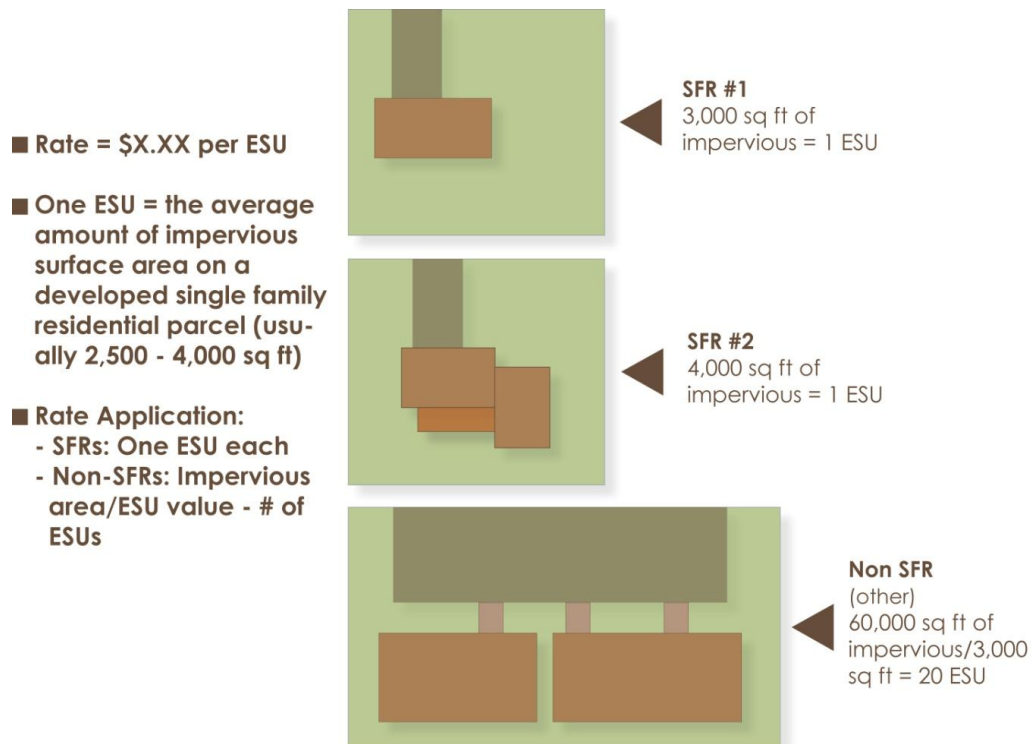 ■ Rate = $X.XX per ESU
■ One ESU = the average
amount of impervious
surface area on a
developed single family
residential parcel (usu-
ally 2,500 - 4,000 sq ft)
■ Rate Application:
- SFRs: One ESU each
- Non-SFRs: Impervious
area/ESU value - # of
ESUs
SFR #1
3,000 sq ft of
impervious = 1 ESU
SFR #2
4,000 sq ft of
impervious = 1 ESU
Non SFR
(other)
60,000 sq ft of
impervious/3,000
sq ft = 20 ESU